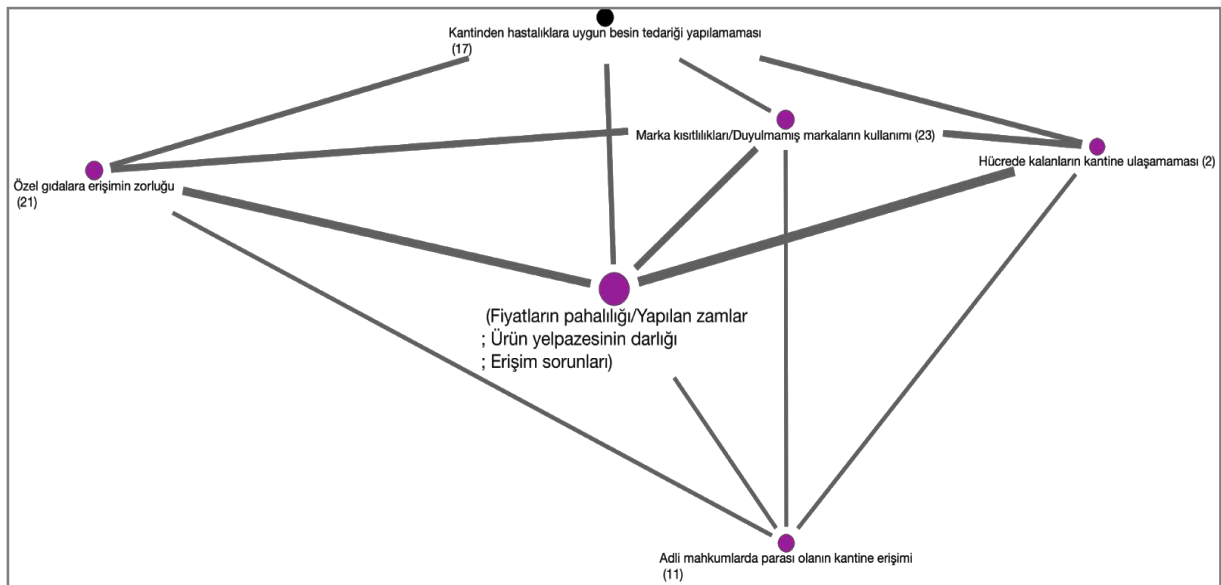 Kantinden hastalıklara uygun besin tedariği yapılamaması
(17)
Marka kısıtlılıkları/Duyulmamış markaların kullanımı (23)
Hücrede kalanların kantine ulaşamaması (2)
Özel gıdalara erişimin zorluğu
(21)
(Fiyatların pahalılığı/Yapılan zamlar
; Ürün yelpazesinin darlığı
; Erişim sorunları)
Adli mahkumlarda parası olanın kantine erişimi
(11)